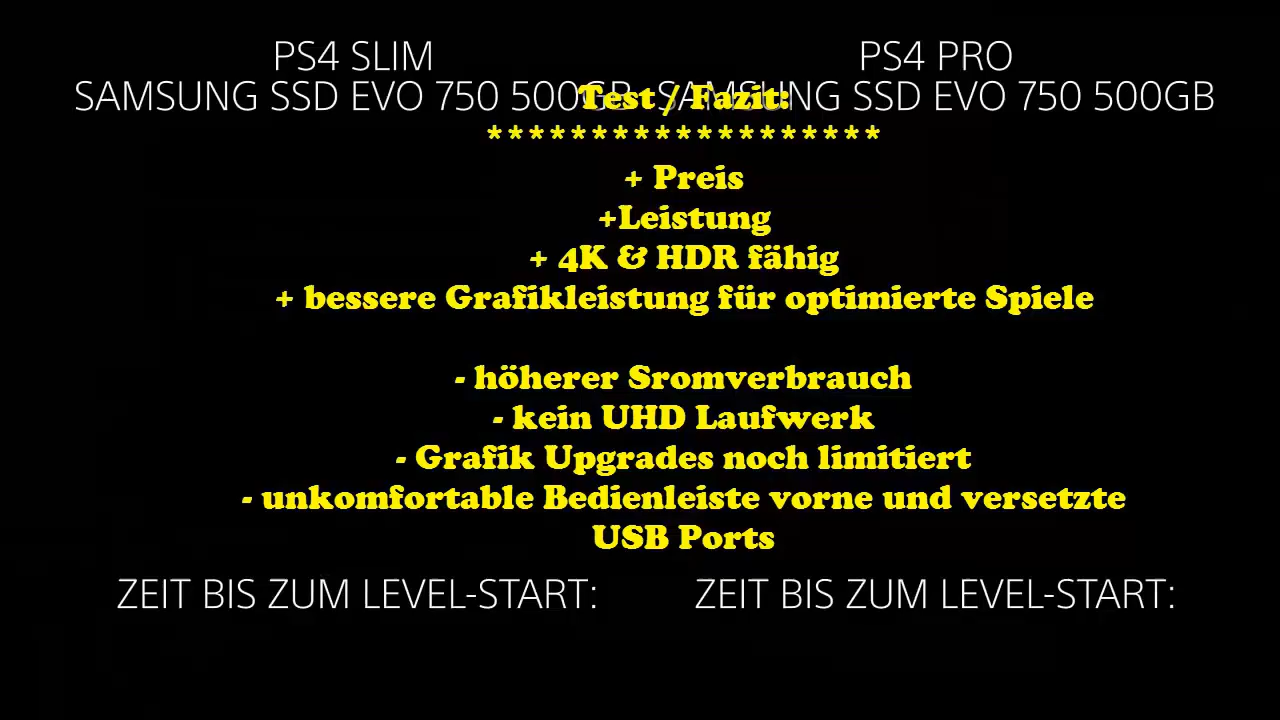 PS4 SLIM
PS4 PRO
SAMSUNG SSD EVO 750 500GB
SAMSUNG SSD EVO 750 500GB
Test / Fazit:
*******************
+ Preis
+Leistung
+ 4K & HDR fähig
+ bessere Grafikleistung für optimierte Spiele
- höherer Sromverbrauch
- kein UHD Laufwerk
- Grafik Upgrades noch limitiert
- unkomfortable Bedienleiste vorne und versetzte
USB Ports
ZEIT BIS ZUM LEVEL-START:
ZEIT BIS ZUM LEVEL-START: